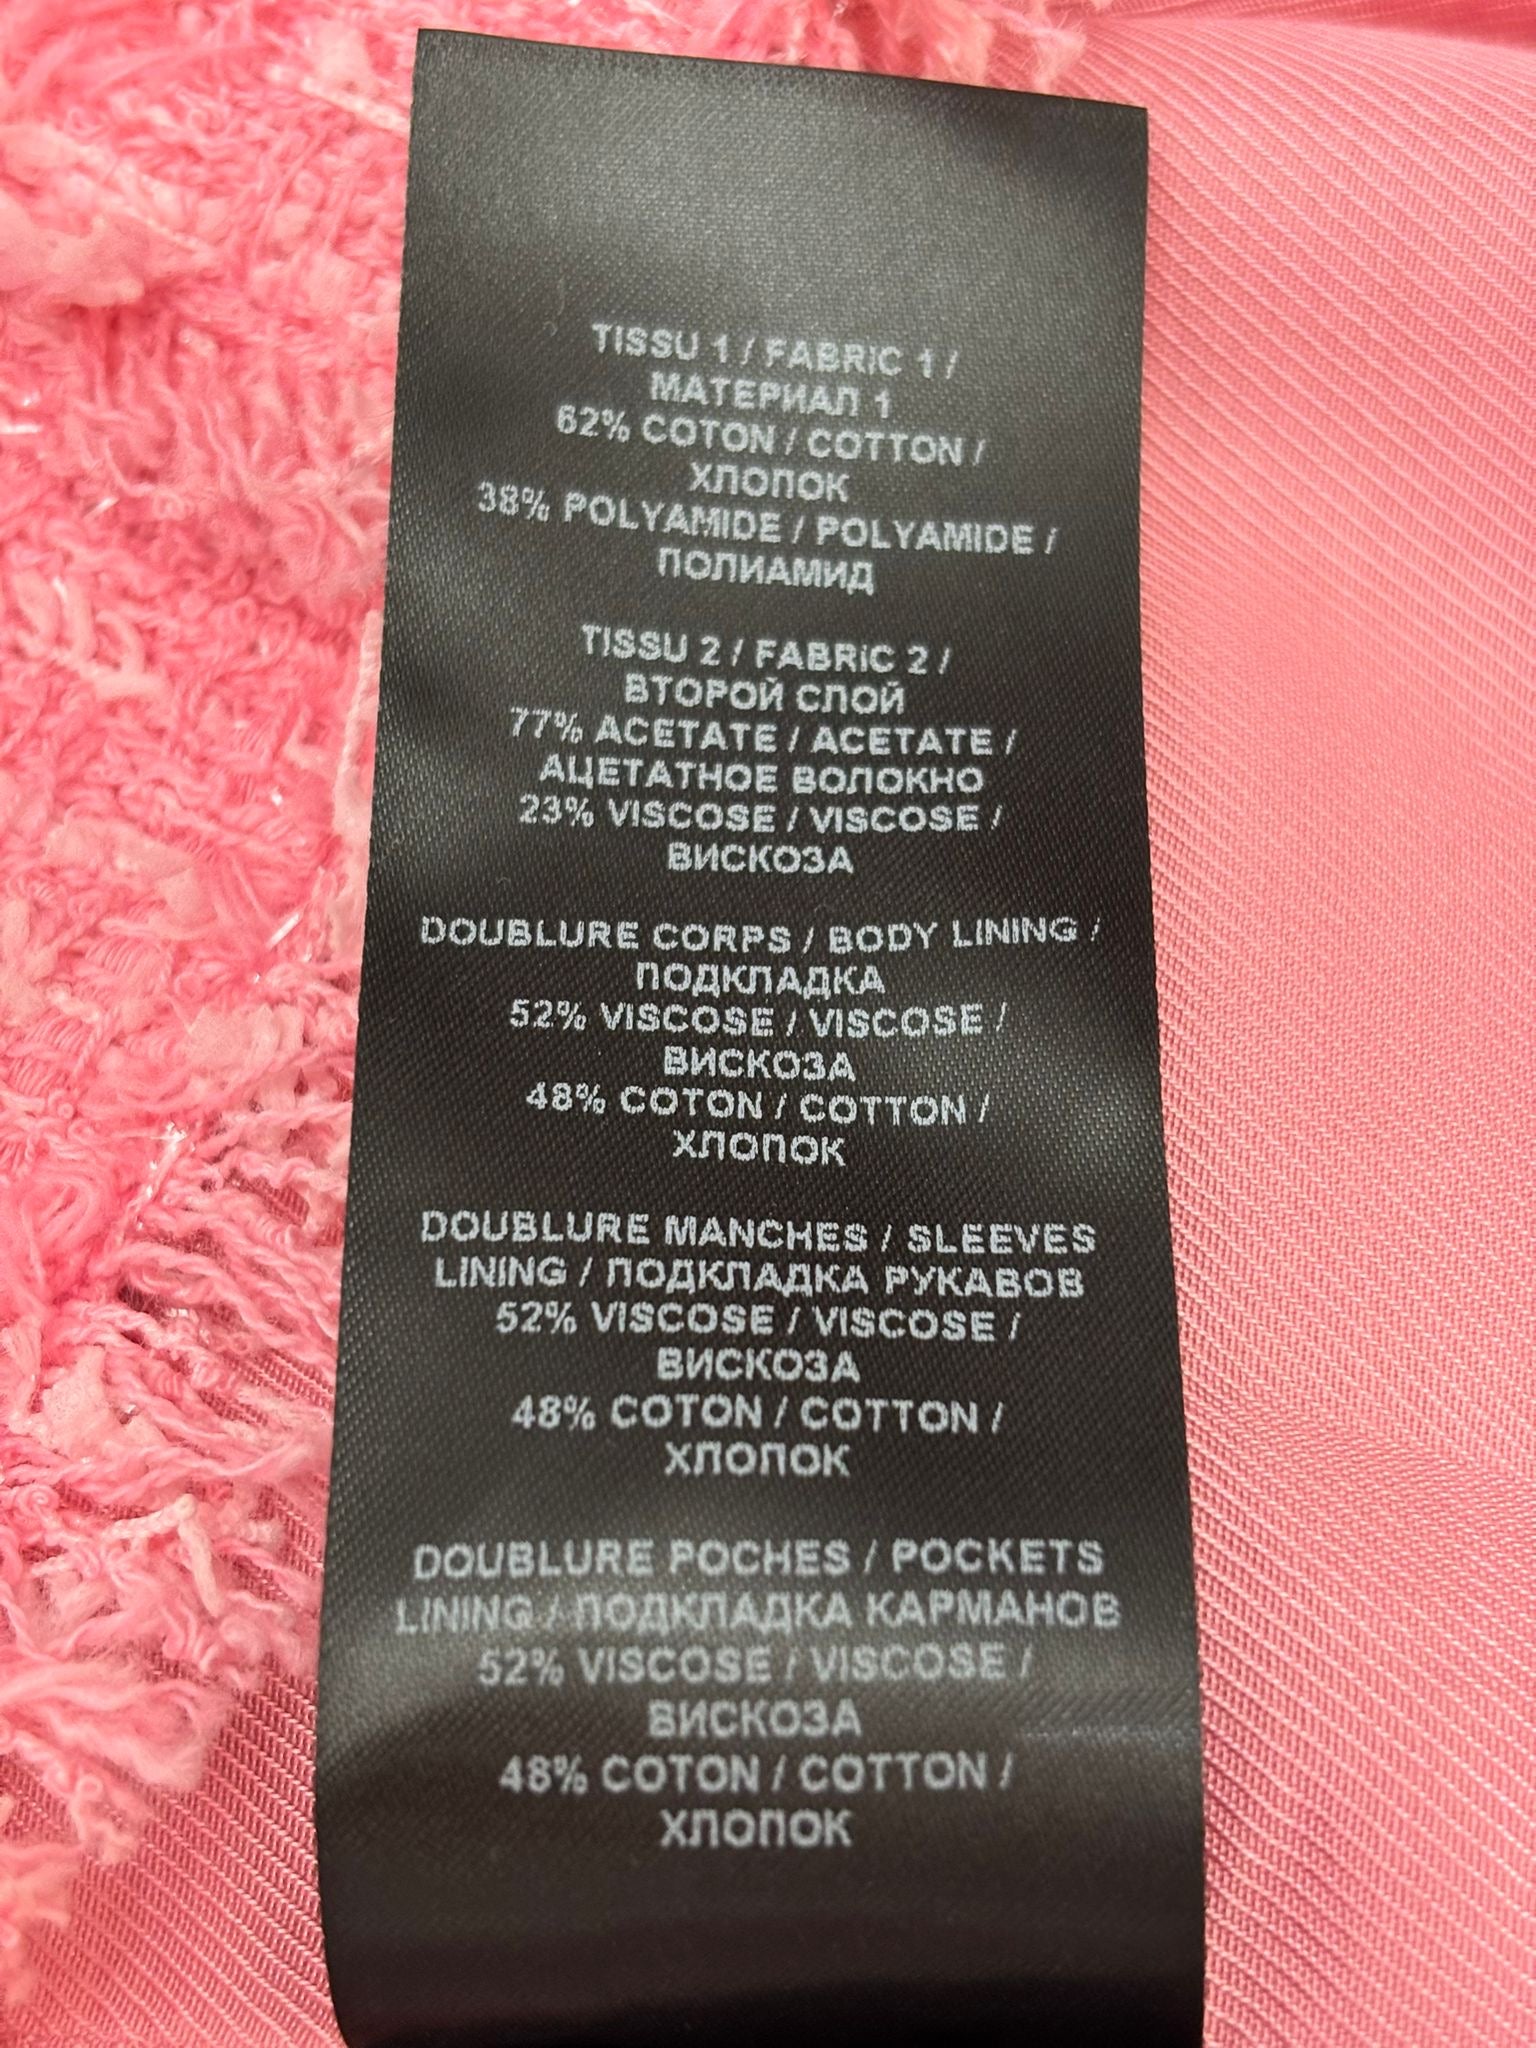 TISSU 1 / FABRIC 1 /
МАТЕРИАЛ 1
62% COTON / COTTON /
ХЛОПОК
38% POLYAMIDE / POLYAMIDE /
ПОЛИАМИД
TISSU 2 / FABRIC 2 /
ВТОРОЙ СЛОЙ
77% ACETATE / ACETATE /
АЦЕТАТНОЕ ВОЛОКНО
23% VISCOSE / VISCOSE /
ВИСКОЗА
DOUBLURE CORPS / BODY LINING /
ПОДКЛАДКА
52% VISCOSE / VISCOSE /
ВИСКОЗА
48% COTON / COTTON /
ХЛОПОК
DOUBLURE MANCHES / SLEEVES
LINING / ПОДКЛАДКА РУКАВОВ
52% VISCOSE / VISCOSE /
ВИСКОЗА
48% COTON / COTTON /
ХЛОПОК
DOUBLURE POCHES / POCKETS
LINING / ПОДКЛАДКА КАРМАНОВ
52% VISCOSE / VISCOSE /
ВИСКОЗА
48% COTON / COTTON /
ХЛОПОК